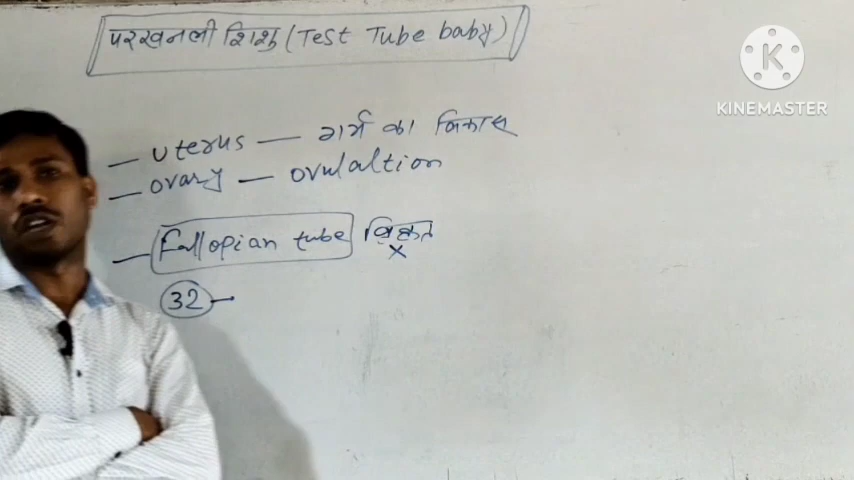 परखनली शिशु (Test Tube baby)
KINEMASTER
— Uterus — गर्भ का विकास
— Ovary — Ovulaltion
— Fallopian tube विकृत
×
32 —